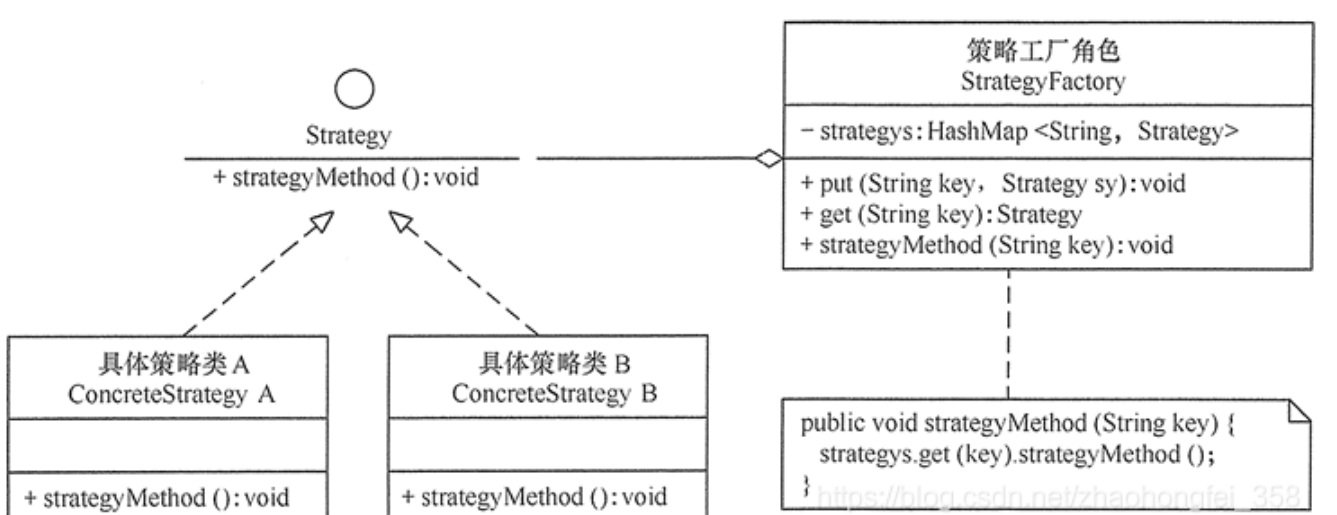 Strategy
+ strategyMethod ():void
策略工厂角色
StrategyFactory
- strategys:HashMap <String, Strategy>
+ put (String key, Strategy sy):void
+ get (String key):Strategy
+ strategyMethod (String key):void
具体策略类 A
ConcreteStrategy A
+ strategyMethod ():void
具体策略类 B
ConcreteStrategy B
+ strategyMethod ():void
public void strategyMethod (String key) {
strategys.get (key).strategyMethod ();
}
https://blog.csdn.net/zhaohongfei_358